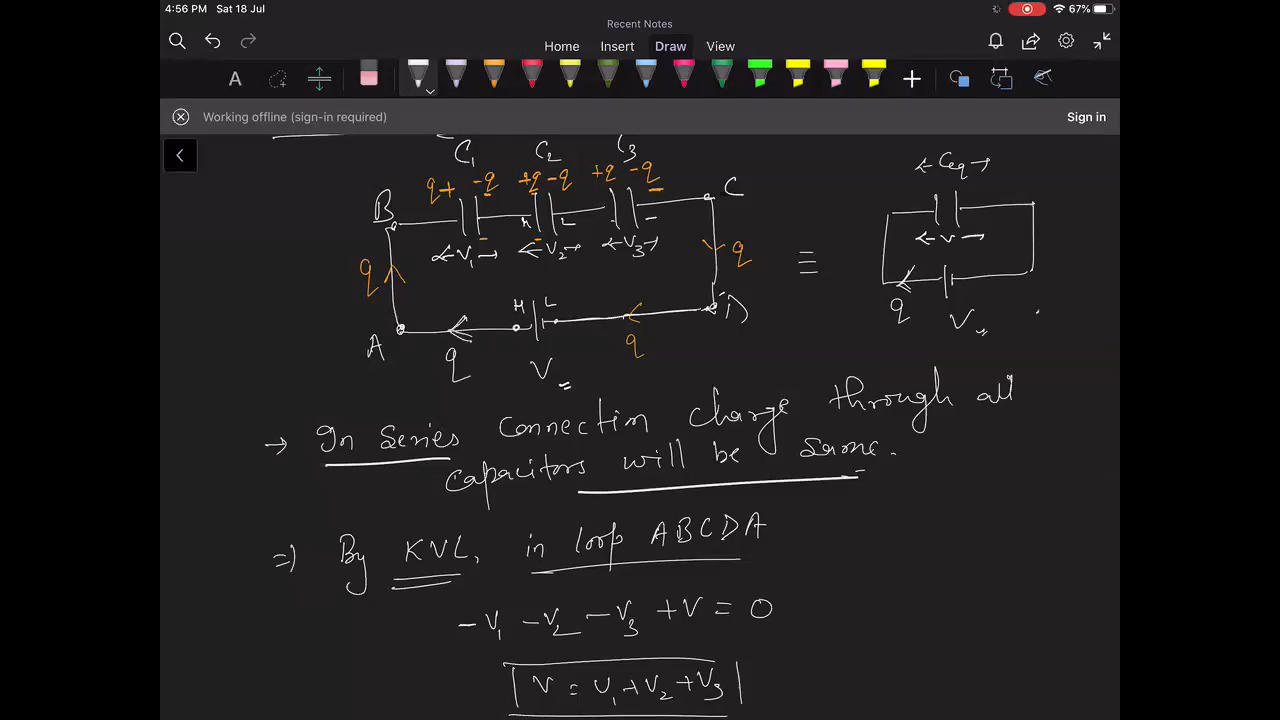 4:56 PM Sat 18 Jul
67%
Recent Notes
Home Insert Draw View
A
Working offline (sign-in required) Sign in
C1 C2 C3
q+ -q +q -q +q -q
B C
H L
V1 V2 V3
q q
H L
A D
q q
V
≡
Ceq
V
q
V
→ In series connection charge through all
capacitors will be same.
⇒ By KVL, in loop ABCDA
-V1 -V2 -V3 +V = 0
V = V1+V2+V3